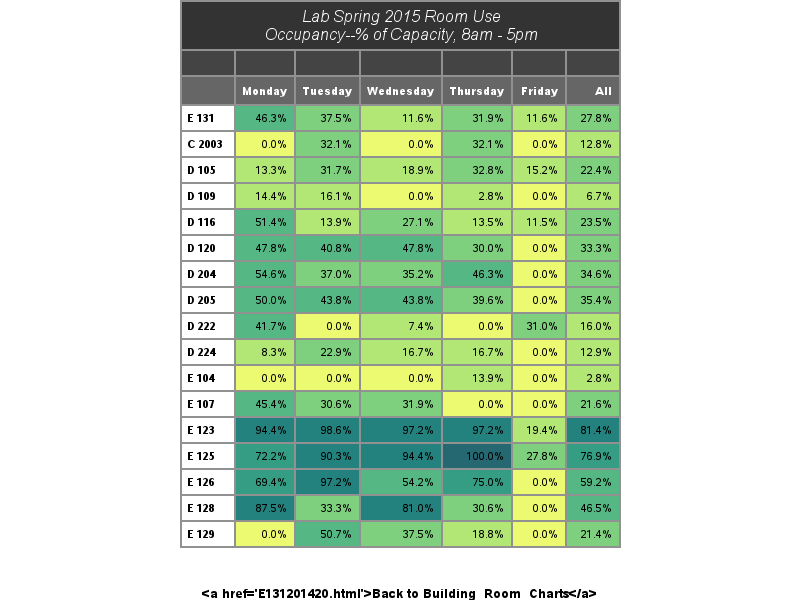 Lab Spring 2015 Room Use
Occupancy--% of Capacity, 8am - 5pm
Monday Tuesday Wednesday Thursday Friday All
E 131 46.3% 37.5% 11.6% 31.9% 11.6% 27.8%
C 2003 0.0% 32.1% 0.0% 32.1% 0.0% 12.8%
D 105 13.3% 31.7% 18.9% 32.8% 15.2% 22.4%
D 109 14.4% 16.1% 0.0% 2.8% 0.0% 6.7%
D 116 51.4% 13.9% 27.1% 13.5% 11.5% 23.5%
D 120 47.8% 40.8% 47.8% 30.0% 0.0% 33.3%
D 204 54.6% 37.0% 35.2% 46.3% 0.0% 34.6%
D 205 50.0% 43.8% 43.8% 39.6% 0.0% 35.4%
D 222 41.7% 0.0% 7.4% 0.0% 31.0% 16.0%
D 224 8.3% 22.9% 16.7% 16.7% 0.0% 12.9%
E 104 0.0% 0.0% 0.0% 13.9% 0.0% 2.8%
E 107 45.4% 30.6% 31.9% 0.0% 0.0% 21.6%
E 123 94.4% 98.6% 97.2% 97.2% 19.4% 81.4%
E 125 72.2% 90.3% 94.4% 100.0% 27.8% 76.9%
E 126 69.4% 97.2% 54.2% 75.0% 0.0% 59.2%
E 128 87.5% 33.3% 81.0% 30.6% 0.0% 46.5%
E 129 0.0% 50.7% 37.5% 18.8% 0.0% 21.4%
<a href='E131201420.html'>Back to Building_Room_Charts</a>